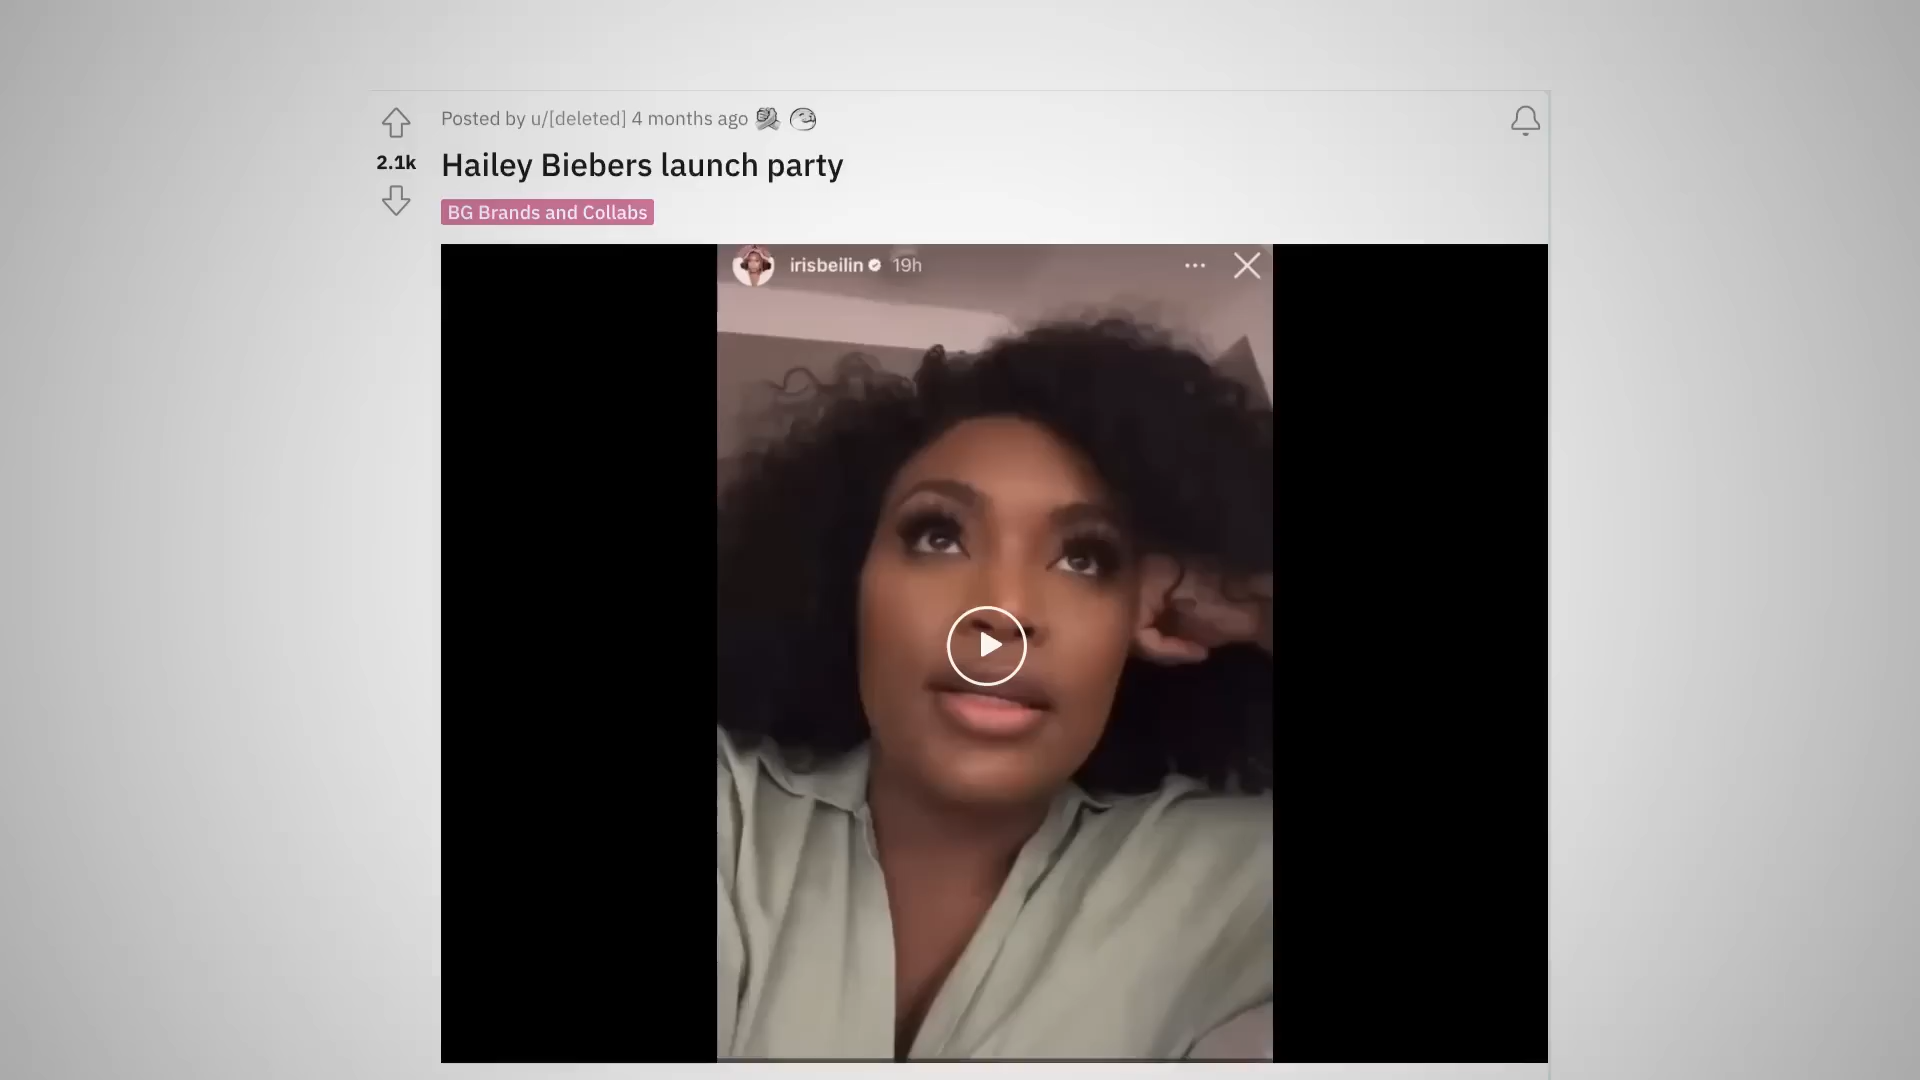 Posted by u/[deleted] 4 months ago
2.1k
Hailey Biebers launch party
BG Brands and Collabs
irisbeilin 19h